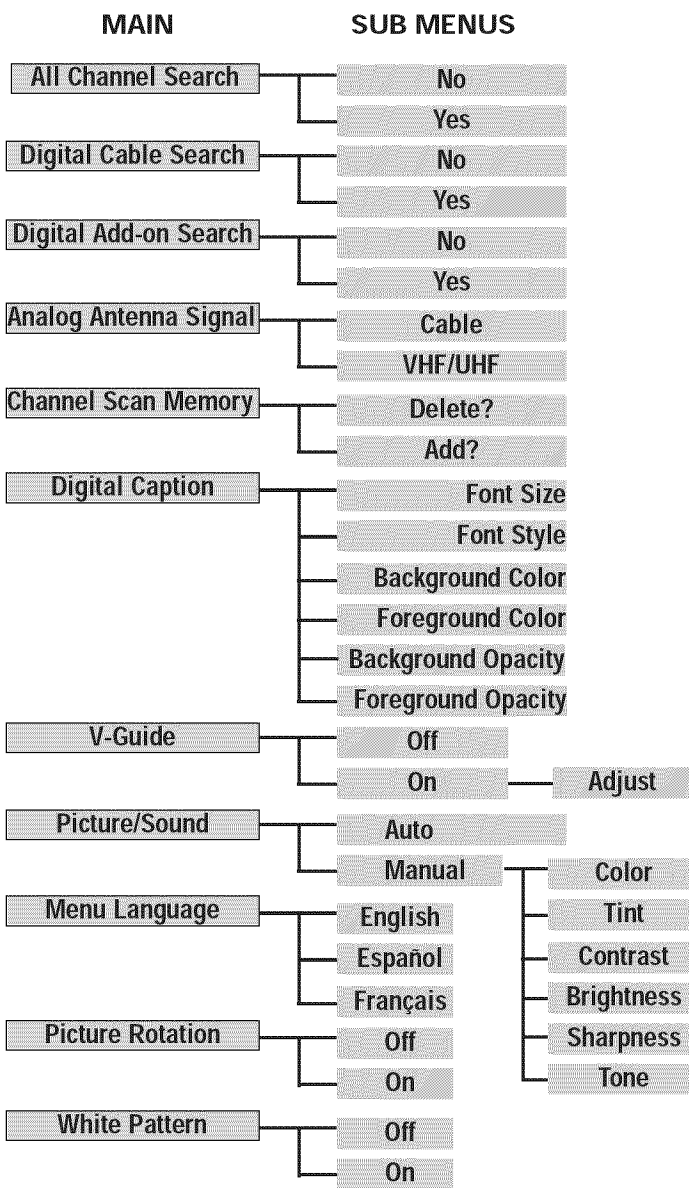 MAIN SUB MENUS
All Channel Search No
Yes
Digital Cable Search No
Yes
Digital Add-on Search No
Yes
Analog Antenna Signal Cable
VHF/UHF
Channel Scan Memory Delete?
Add?
Digital Caption Font Size
Font Style
Background Color
Foreground Color
Background Opacity
Foreground Opacity
V-Guide Off
On Adjust
Picture/Sound Auto
Manual Color
Menu Language English Tint
Español Contrast
Français Brightness
Picture Rotation Off Sharpness
On Tone
White Pattern Off
On